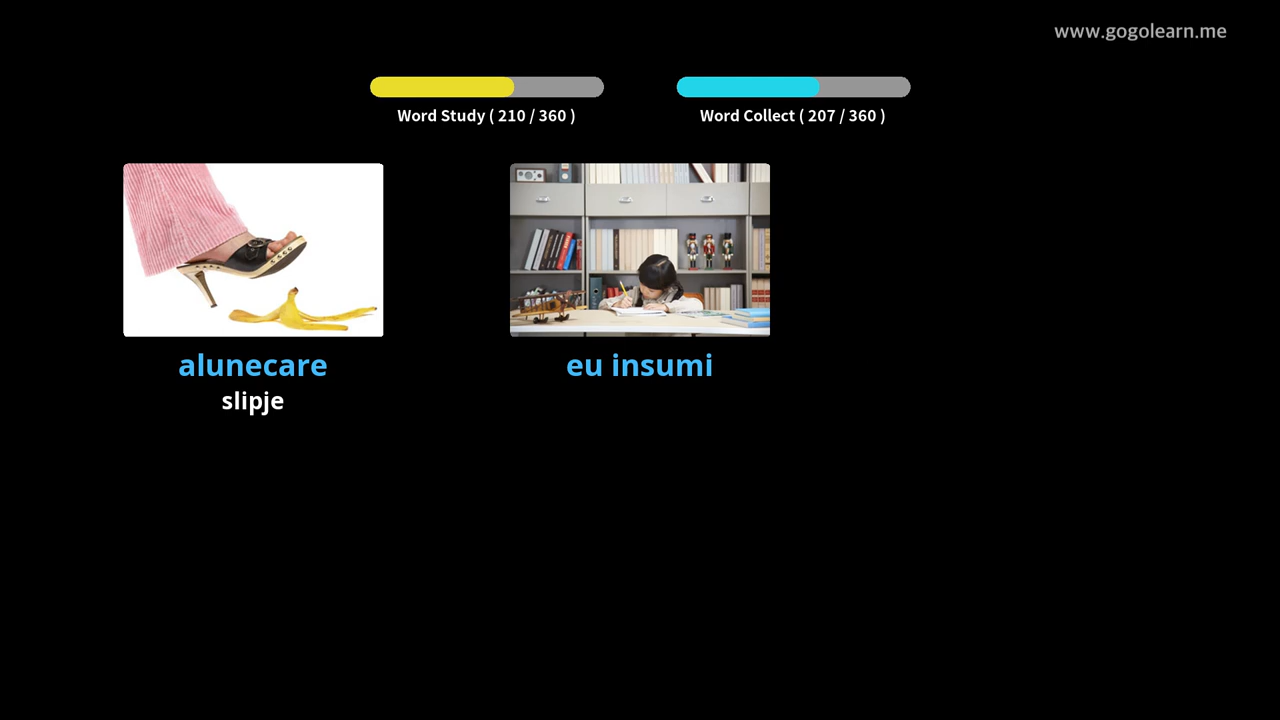 www.gogolearn.me
Word Study ( 210 / 360 )
Word Collect ( 207 / 360 )
alunecare
slipje
eu insumi